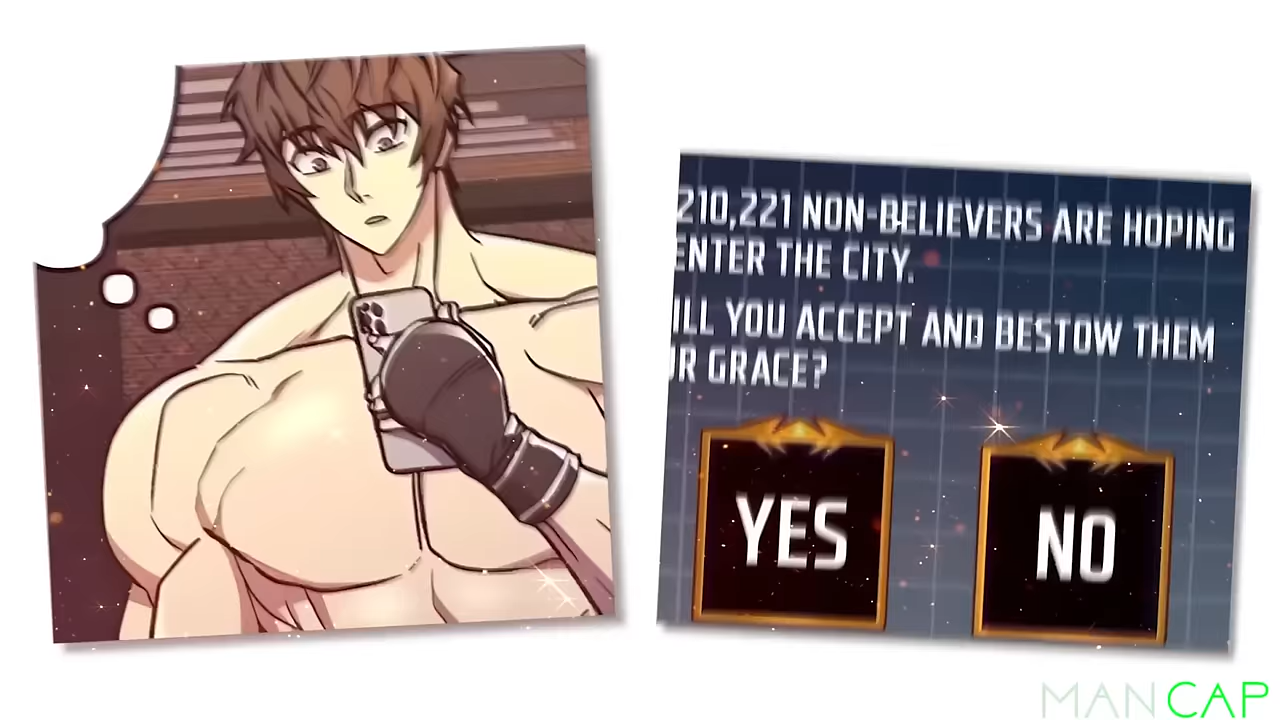 210,221 NON-BELIEVERS ARE HOPING
ENTER THE CITY.
ILL YOU ACCEPT AND BESTOW THEM
UR GRACE?
YES
NO
MANCAP